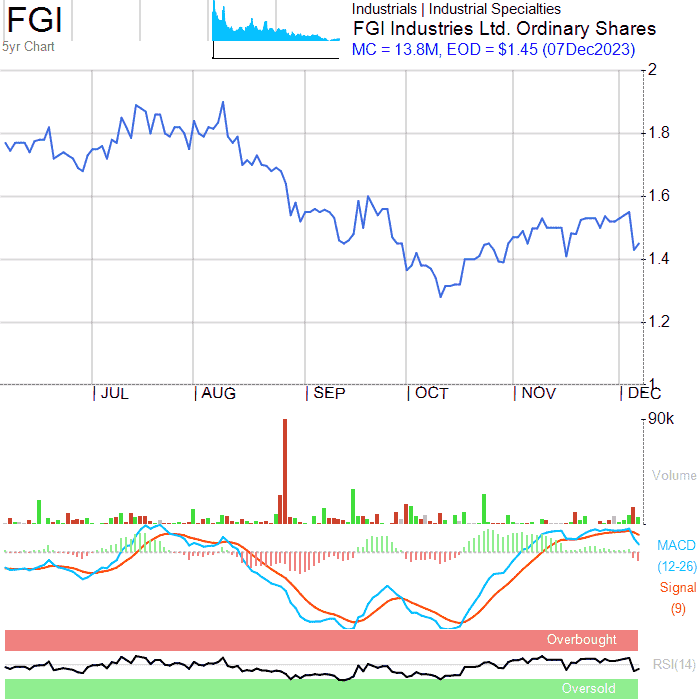 FGI
5yr Chart
Industrials | Industrial Specialties
FGI Industries Ltd. Ordinary Shares
MC = 13.8M, EOD = $1.45 (07Dec2023)
2
1.8
1.6
1.4
1.2
1
JUL AUG SEP OCT NOV DEC
90k
Volume
MACD
(12-26)
Signal
(9)
Overbought
RSI(14)
Oversold